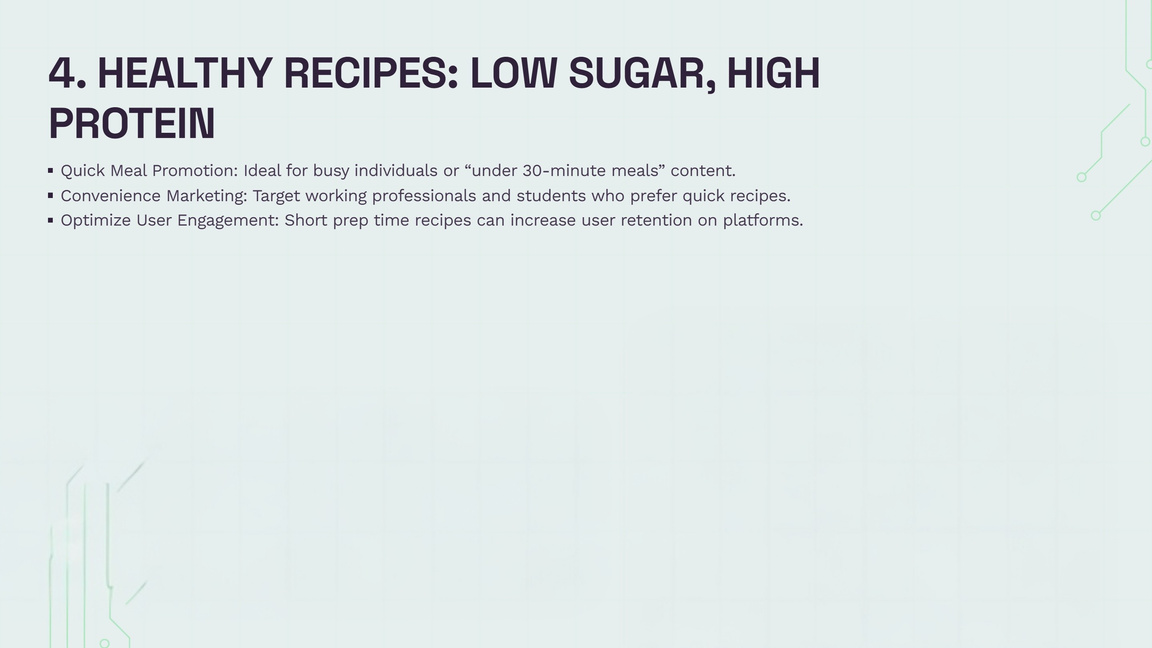 4. HEALTHY RECIPES: LOW SUGAR, HIGH
PROTEIN
▪ Quick Meal Promotion: Ideal for busy individuals or “under 30-minute meals” content.
▪ Convenience Marketing: Target working professionals and students who prefer quick recipes.
▪ Optimize User Engagement: Short prep time recipes can increase user retention on platforms.